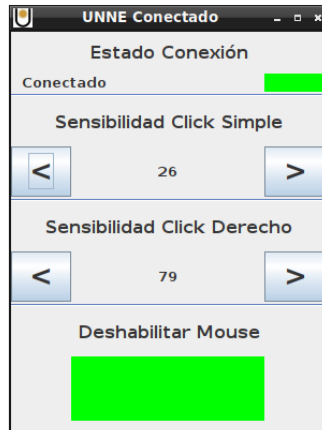 UNNE Conectado
Estado Conexión
Conectado
Sensibilidad Click Simple
< 26 >
Sensibilidad Click Derecho
< 79 >
Deshabilitar Mouse